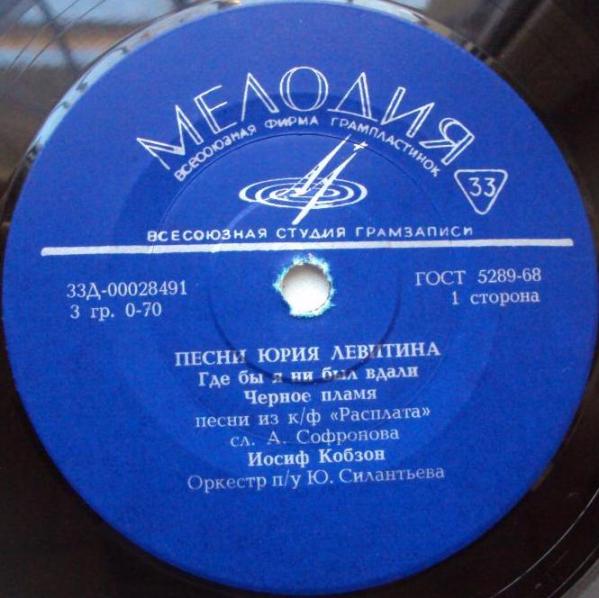 МЕЛОДИЯ
ВСЕСОЮЗНАЯ ФИРМА ГРАМПЛАСТИНОК
33
ВСЕСОЮЗНАЯ СТУДИЯ ГРАМЗАПИСИ
33Д-00028491
ГОСТ 5289-68
3 гр. 0-70
1 сторона
ПЕСНИ ЮРИЯ ЛЕВИТИНА
Где бы я ни был вдали
Черное пламя
песни из к/ф «Расплата»
сл. А. Софронова
Иосиф Кобзон
Оркестр п/у Ю. Силантьева